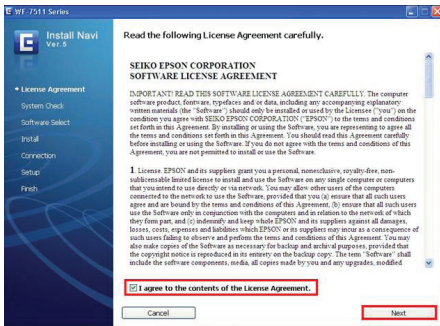 WF-7511 Series
Install Navi
Ver.5
License Agreement
System Check
Software Select
Install
Connection
Setup
Finish
Read the following License Agreement carefully.
SEIKO EPSON CORPORATION
SOFTWARE LICENSE AGREEMENT
IMPORTANT! READ THIS SOFTWARE LICENSE AGREEMENT CAREFULLY. The computer
software product, fontware, typefaces and/or data, including any accompanying explanatory
written materials (the "Software") should only be installed or used by the Licensee ("you") on the
condition you agree with SEIKO EPSON CORPORATION ("EPSON") to the terms and conditions
set forth in this Agreement. By installing or using the Software, you are representing to agree all
the terms and conditions set forth in this Agreement. You should read this Agreement carefully
before installing or using the Software. If you do not agree with the terms and conditions of this
Agreement, you are not permitted to install or use the Software.
1. License. EPSON and its suppliers grant you a personal, nonexclusive, royalty-free, non-
sublicensable limited license to install and use the Software on any single computer or computers
that you intend to use directly or via network. You may allow other users of the computers
connected to the network to use the Software, provided that you (a) ensure that all such users
agree and are bound by the terms and conditions of this Agreement, (b) ensure that all such users
use the Software only in conjunction with the computers and in relation to the network of which
they form part, and (c) indemnify and keep whole EPSON and its suppliers against all damages,
losses, costs, expenses and liabilities which EPSON or its suppliers may incur as a consequence of
such users failing to observe and perform the terms and conditions of this Agreement. You may
also make copies of the Software as necessary for backup and archival purposes, provided that
the copyright notice is reproduced in its entirety on the backup copy. The term "Software" shall
include the software components, media, all copies made by you and any upgrades, modified
I agree to the contents of the License Agreement.
Cancel
Next